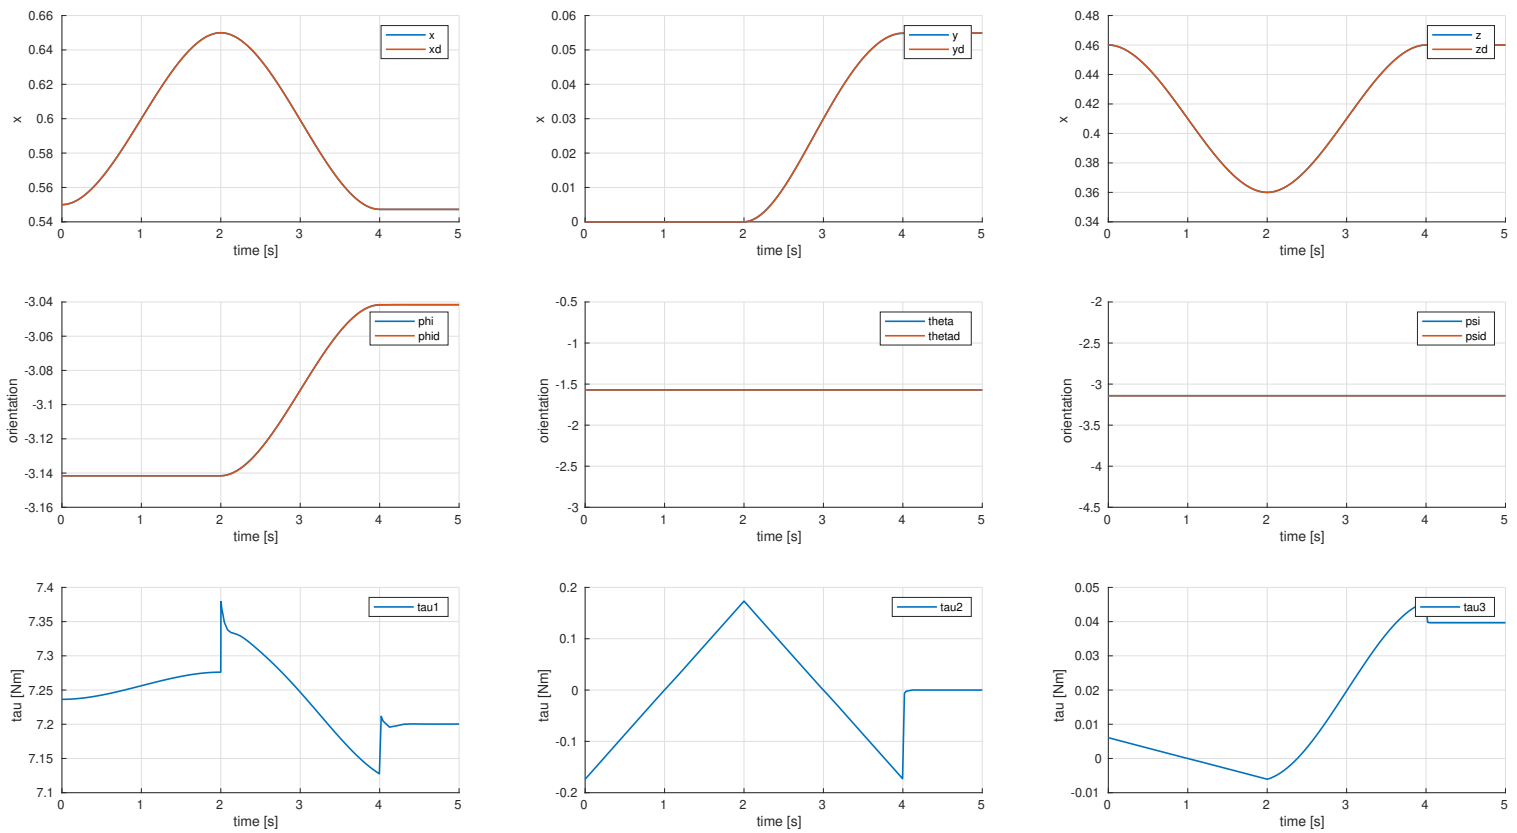 0.66
0.64
0.62
0.6
0.58
0.56
0.54
x
x
xd
0 1 2 3 4 5
time [s]
0.06
0.05
0.04
0.03
0.02
0.01
0
x
y
yd
0 1 2 3 4 5
time [s]
0.48
0.46
0.44
0.42
0.4
0.38
0.36
0.34
x
z
zd
0 1 2 3 4 5
time [s]
-3.04
-3.06
-3.08
-3.1
-3.12
-3.14
-3.16
orientation
phi
phid
0 1 2 3 4 5
time [s]
-0.5
-1
-1.5
-2
-2.5
-3
orientation
theta
thetad
0 1 2 3 4 5
time [s]
-2
-2.5
-3
-3.5
-4
-4.5
orientation
psi
psid
0 1 2 3 4 5
time [s]
7.4
7.35
7.3
7.25
7.2
7.15
7.1
tau [Nm]
tau1
0 1 2 3 4 5
time [s]
0.2
0.1
0
-0.1
-0.2
tau [Nm]
tau2
0 1 2 3 4 5
time [s]
0.05
0.04
0.03
0.02
0.01
0
-0.01
tau [Nm]
tau3
0 1 2 3 4 5
time [s]